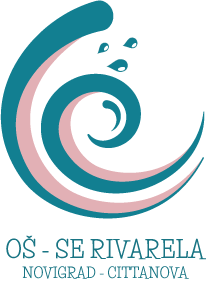 OŠ - SE RIVARELA
NOVIGRAD - CITTANOVA